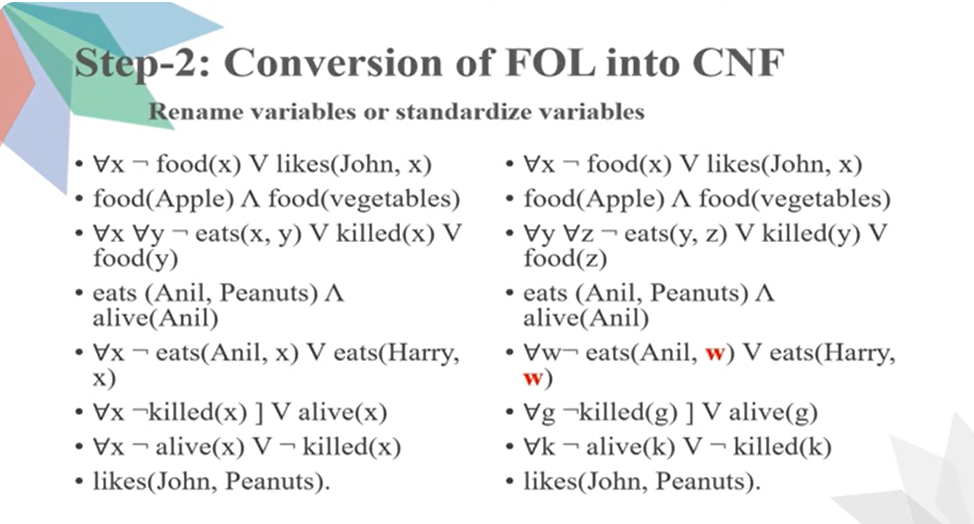 Step-2: Conversion of FOL into CNF
Rename variables or standardize variables
• ∀x ¬ food(x) V likes(John, x)
• food(Apple) Λ food(vegetables)
• ∀x ∀y ¬ eats(x, y) V killed(x) V
food(y)
• eats (Anil, Peanuts) Λ
alive(Anil)
• ∀x ¬ eats(Anil, x) V eats(Harry,
x)
• ∀x ¬killed(x) ] V alive(x)
• ∀x ¬ alive(x) V ¬ killed(x)
• likes(John, Peanuts).
• ∀x ¬ food(x) V likes(John, x)
• food(Apple) Λ food(vegetables)
• ∀y ∀z ¬ eats(y, z) V killed(y) V
food(z)
• eats (Anil, Peanuts) Λ
alive(Anil)
• ∀w¬ eats(Anil, w) V eats(Harry,
w)
• ∀g ¬killed(g) ] V alive(g)
• ∀k ¬ alive(k) V ¬ killed(k)
• likes(John, Peanuts).